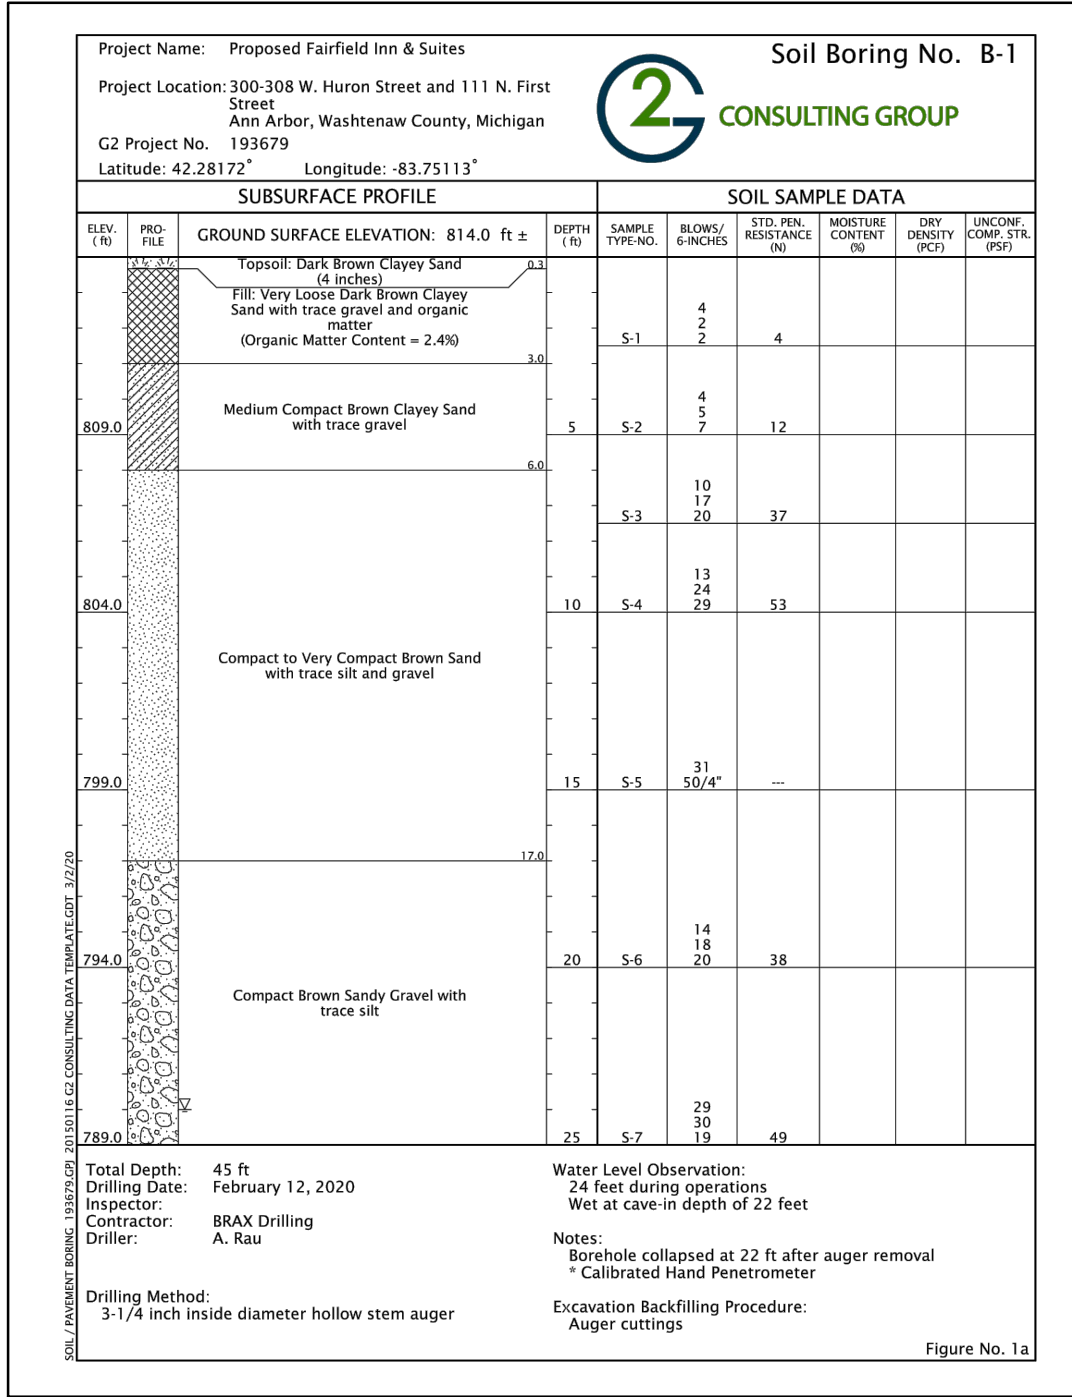 Project Name: Proposed Fairfield Inn & Suites
Project Location: 300-308 W. Huron Street and 111 N. First
Street
Ann Arbor, Washtenaw County, Michigan
G2 Project No. 193679
Latitude: 42.28172° Longitude: -83.75113°
G2 CONSULTING GROUP
Soil Boring No. B-1
SUBSURFACE PROFILE
SOIL SAMPLE DATA
ELEV.
( ft)
PRO-
FILE
GROUND SURFACE ELEVATION: 814.0 ft ±
DEPTH
( ft)
SAMPLE
TYPE-NO.
BLOWS/
6-INCHES
STD. PEN.
RESISTANCE
(N)
MOISTURE
CONTENT
(%)
DRY
DENSITY
(PCF)
UNCONF.
COMP. STR.
(PSF)
Topsoil: Dark Brown Clayey Sand
(4 inches)
0.3
Fill: Very Loose Dark Brown Clayey
Sand with trace gravel and organic
matter
(Organic Matter Content = 2.4%)
4
2
S-1 2 4
3.0
Medium Compact Brown Clayey Sand
with trace gravel
4
5
809.0 5 S-2 7 12
6.0
10
17
S-3 20 37
13
24
804.0 10 S-4 29 53
Compact to Very Compact Brown Sand
with trace silt and gravel
31
799.0 15 S-5 50/4" ---
17.0
14
18
794.0 20 S-6 20 38
Compact Brown Sandy Gravel with
trace silt
29
30
789.0 25 S-7 19 49
Total Depth: 45 ft
Drilling Date: February 12, 2020
Inspector:
Contractor: BRAX Drilling
Driller: A. Rau
Drilling Method:
3-1/4 inch inside diameter hollow stem auger
Water Level Observation:
24 feet during operations
Wet at cave-in depth of 22 feet
Notes:
Borehole collapsed at 22 ft after auger removal
* Calibrated Hand Penetrometer
Excavation Backfilling Procedure:
Auger cuttings
Figure No. 1a
SOIL / PAVEMENT BORING 193679.GPJ 20150116 G2 CONSULTING DATA TEMPLATE.GDT 3/2/20